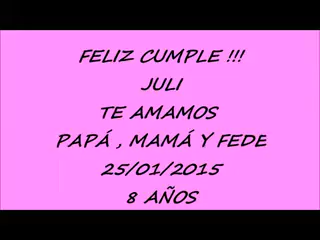 FELIZ CUMPLE !!!
JULI
TE AMAMOS
PAPÁ , MAMÁ Y FEDE
25/01/2015
8 AÑOS